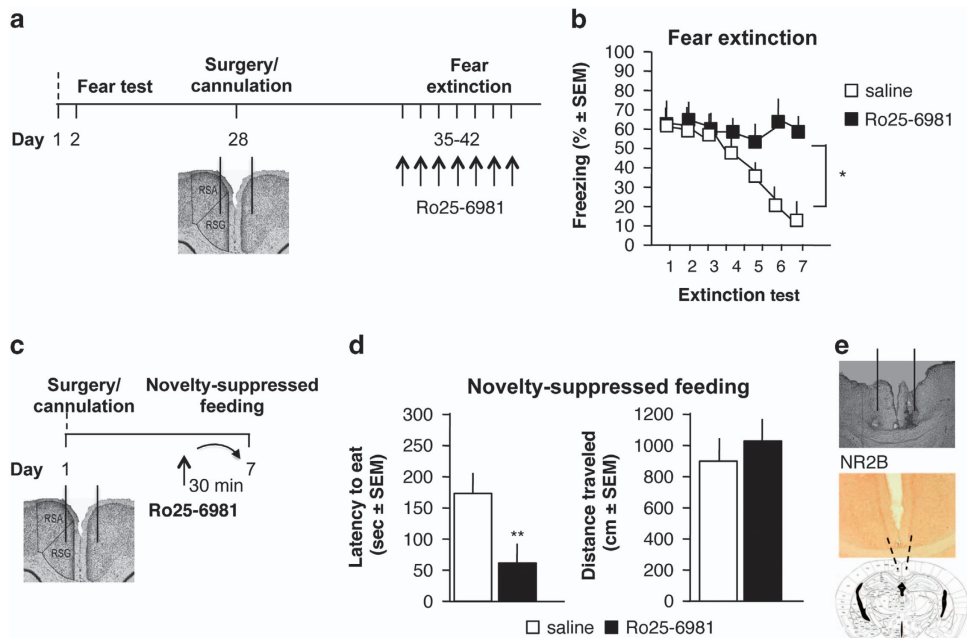 a
Fear test
Surgery/
cannulation
Fear
extinction
Day 1 2
28
35-42
RSA
RSG
Ro25-6981
b
Fear extinction
Freezing (% ± SEM)
100
90
80
70
60
50
40
30
20
10
0
1 2 3 4 5 6 7
Extinction test
saline
Ro25-6981
*
c
Surgery/
cannulation
Novelty-suppressed
feeding
Day 1
7
30 min
Ro25-6981
RSA
RSG
d
Novelty-suppressed feeding
Latency to eat
(sec ± SEM)
300
250
200
150
100
50
0
**
Distance traveled
(cm ± SEM)
1200
1000
800
600
400
200
0
saline Ro25-6981
e
NR2B